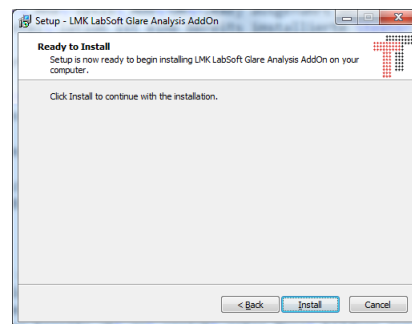 Setup - LMK LabSoft Glare Analysis AddOn
Ready to Install
Setup is now ready to begin installing LMK LabSoft Glare Analysis AddOn on your
computer.
Click Install to continue with the installation.
< Back Install Cancel